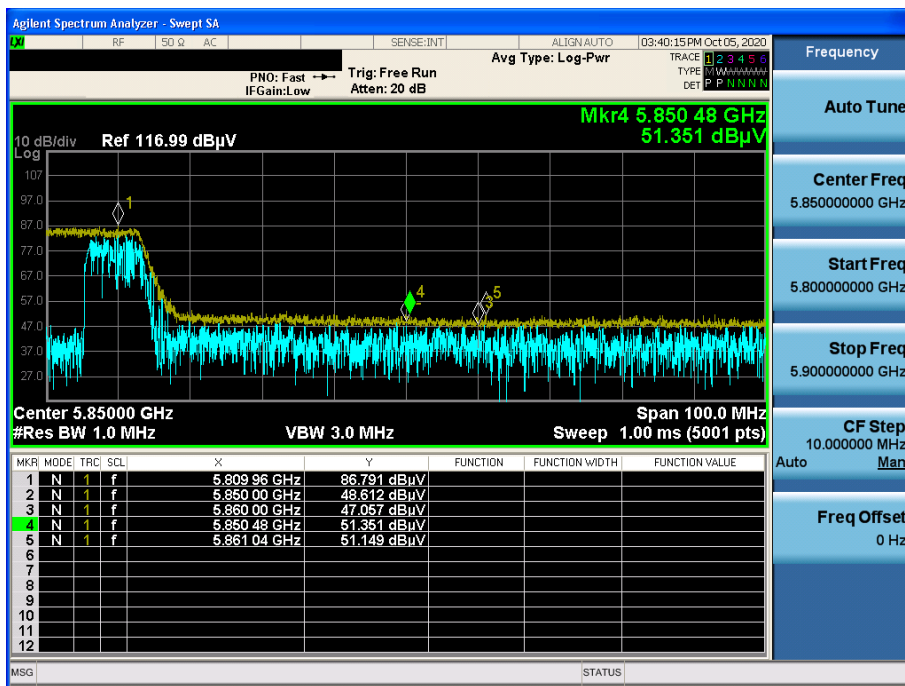 Agilent Spectrum Analyzer - Swept SA
LXI RF 50 Ω AC SENSE:INT ALIGN AUTO 03:40:15 PM Oct 05, 2020
PNO: Fast Trig: Free Run Avg Type: Log-Pwr TRACE 1 2 3 4 5 6
IFGain:Low Atten: 20 dB TYPE M W
DET P P N N N N
Mkr4 5.850 48 GHz
51.351 dBµV
10 dB/div Ref 116.99 dBµV
Log
107
97.0
87.0
77.0
67.0
57.0
47.0
37.0
27.0
1
4
3
5
Center 5.85000 GHz Span 100.0 MHz
#Res BW 1.0 MHz VBW 3.0 MHz Sweep 1.00 ms (5001 pts)
MKR MODE TRC SCL X Y FUNCTION FUNCTION WIDTH FUNCTION VALUE
1 N 1 f 5.809 96 GHz 86.791 dBµV
2 N 1 f 5.850 00 GHz 48.612 dBµV
3 N 1 f 5.860 00 GHz 47.057 dBµV
4 N 1 f 5.850 48 GHz 51.351 dBµV
5 N 1 f 5.861 04 GHz 51.149 dBµV
6
7
8
9
10
11
12
MSG STATUS
Frequency
Auto Tune
Center Freq
5.850000000 GHz
Start Freq
5.800000000 GHz
Stop Freq
5.900000000 GHz
CF Step
10.000000 MHz
Auto Man
Freq Offset
0 Hz